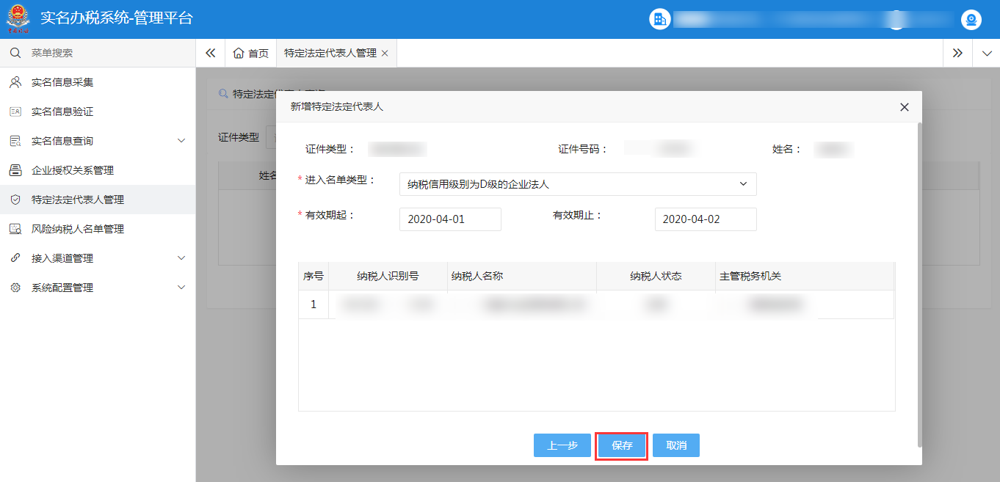 实名办税系统-管理平台
菜单搜索
首页
特定法定代表人管理
实名信息采集
实名信息验证
实名信息查询
企业授权关系管理
特定法定代表人管理
风险纳税人名单管理
接入渠道管理
系统配置管理
特定法定
证件类型
姓名
新增特定法定代表人
证件类型：
证件号码：
姓名：
* 进入名单类型：
纳税信用级别为D级的企业法人
* 有效期起：
2020-04-01
有效期止：
2020-04-02
序号 纳税人识别号 纳税人名称 纳税人状态 主管税务机关
1
上一步
保存
取消